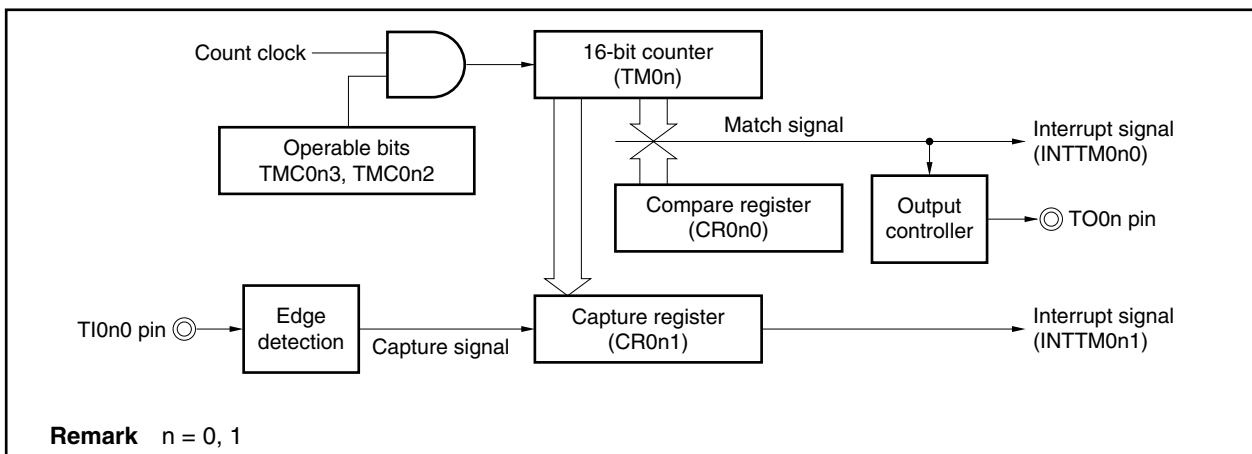 Count clock
16-bit counter
(TM0n)
Operable bits
TMC0n3, TMC0n2
Match signal
Interrupt signal
(INTTM0n0)
Compare register
(CR0n0)
Output
controller
TO0n pin
TI0n0 pin
Edge
detection
Capture signal
Capture register
(CR0n1)
Interrupt signal
(INTTM0n1)
Remark n = 0, 1